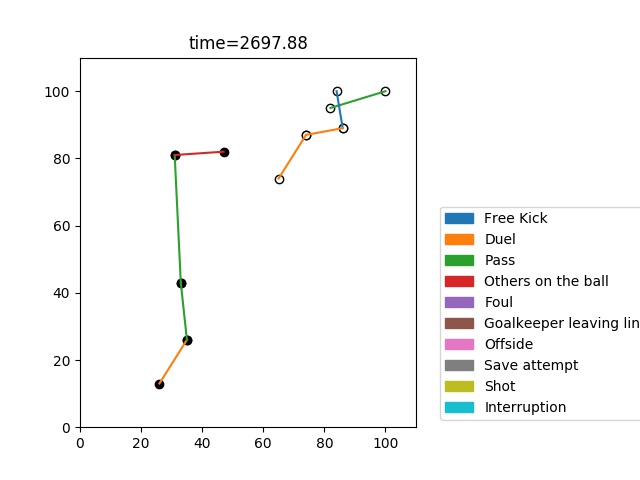 time=2697.88
100
80
60
40
20
0
0 20 40 60 80 100
Free Kick
Duel
Pass
Others on the ball
Foul
Goalkeeper leaving lin
Offside
Save attempt
Shot
Interruption